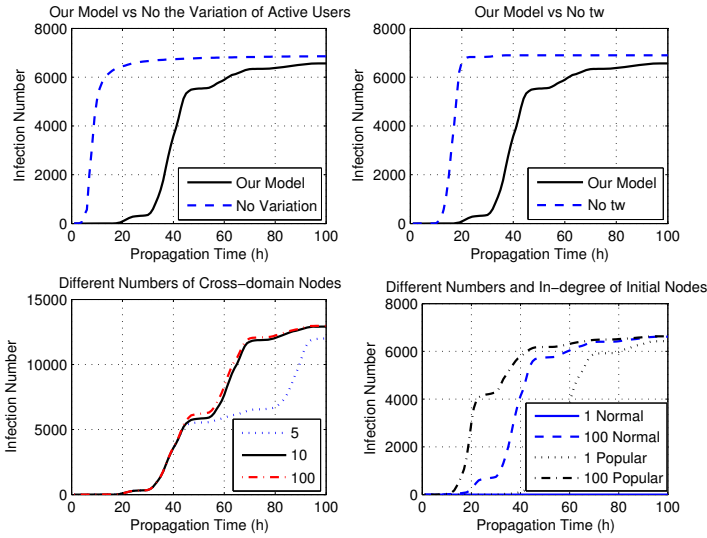 Our Model vs No the Variation of Active Users
Infection Number
8000
6000
4000
2000
0
Our Model
No Variation
0 20 40 60 80 100
Propagation Time (h)
Our Model vs No tw
Infection Number
8000
6000
4000
2000
0
Our Model
No tw
0 20 40 60 80 100
Propagation Time (h)
Different Numbers of Cross−domain Nodes
Infection Number
15000
10000
5000
0
5
10
100
0 20 40 60 80 100
Propagation Time (h)
Different Numbers and In−degree of Initial Nodes
Infection Number
8000
6000
4000
2000
0
1 Normal
100 Normal
1 Popular
100 Popular
0 20 40 60 80 100
Propagation Time (h)